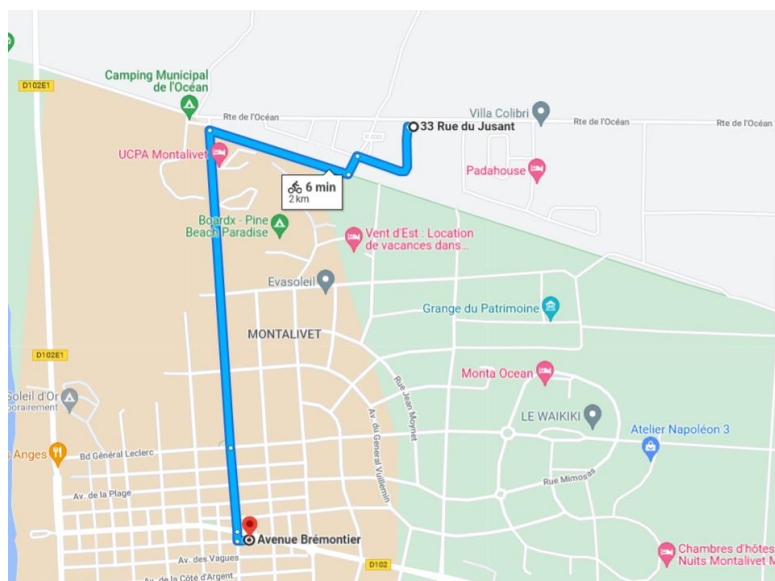 D102E1
Camping Municipal
de l'Océan
Rte de l'Océan
33 Rue du Jusant
Villa Colibri
Rte de l'Océan
Rte de l'Océan
UCPA Montalivet
Padahouse
6 min
2 km
Boardx - Pine
Beach Paradise
Vent d'Est : Location
de vacances dans...
Evasoleil
Grange du Patrimoine
MONTALIVET
D102E1
Monta Ocean
Rue Jean Moynet
Soleil d'Or
porairement
Av. du General Vuillemin
LE WAIKIKI
Atelier Napoléon 3
s Anges
Bd Général Leclerc
Rue Mimosas
Av. de la Plage
Avenue Brémontier
Av. des Vagues
D102
Av. de la Côte d'Argent
Chambres d'hôtes
Nuits Montalivet M